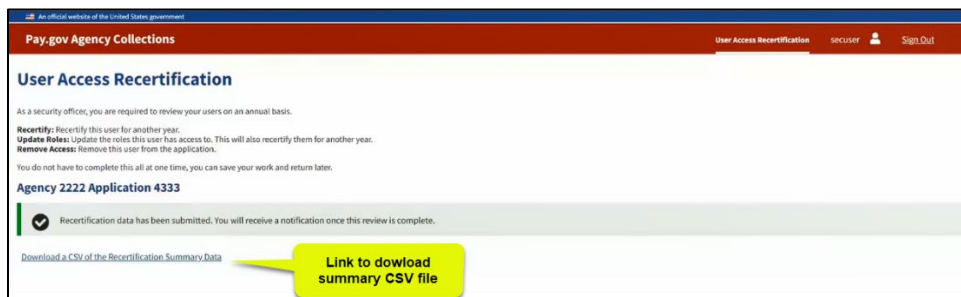 An official website of the United States government
Pay.gov Agency Collections
User Access Recertification
secuser
Sign Out
User Access Recertification
As a security officer, you are required to review your users on an annual basis.
Recertify: Recertify this user for another year.
Update Roles: Update the roles this user has access to. This will also recertify them for another year.
Remove Access: Remove this user from the application.
You do not have to complete this all at one time, you can save your work and return later.
Agency 2222 Application 4333
Recertification data has been submitted. You will receive a notification once this review is complete.
Download a CSV of the Recertification Summary Data
Link to dowload
summary CSV file